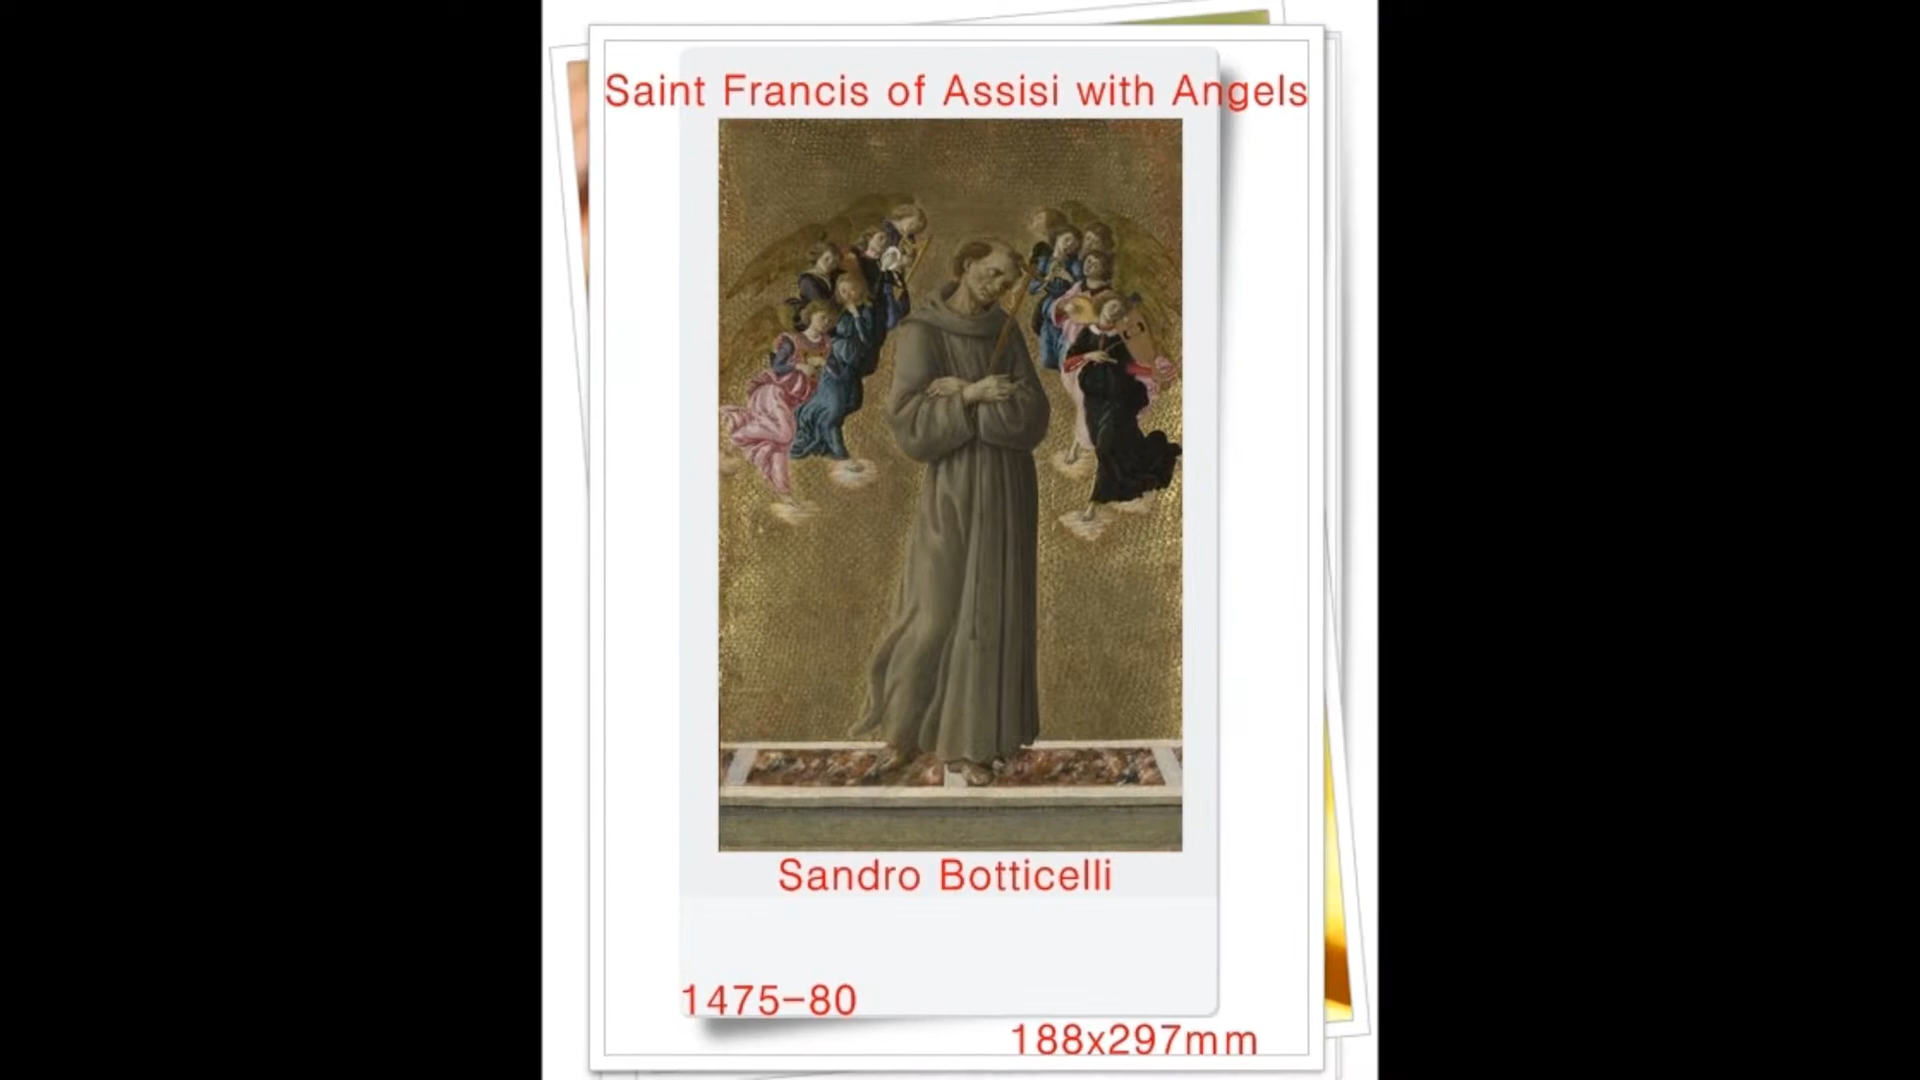 Saint Francis of Assisi with Angels
Sandro Botticelli
1475-80
188x297mm